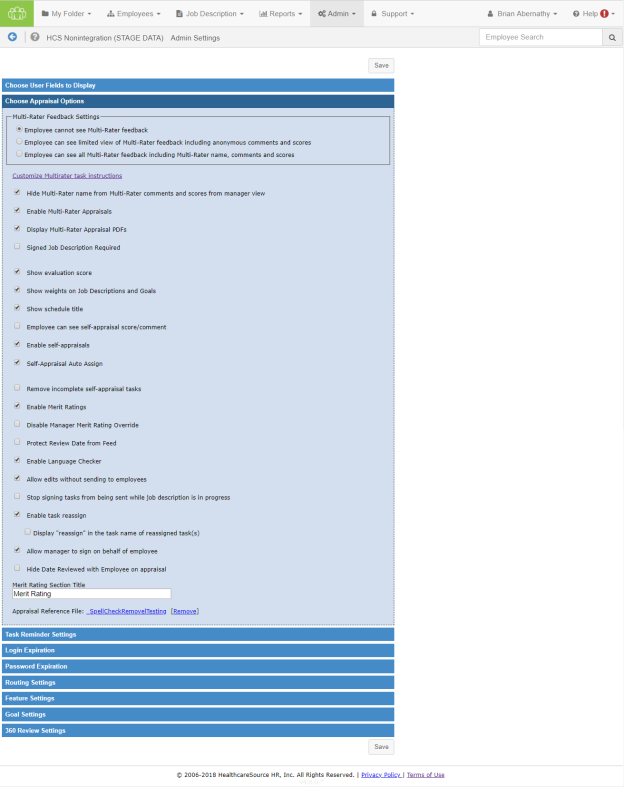 My Folder Employees Job Description Reports Admin Support Brian Abernathy Help
HCS Nonintegration (STAGE DATA) Admin Settings Employee Search
Save
Choose User Fields to Display
Choose Appraisal Options
Multi-Rater Feedback Settings
Employee cannot see Multi-Rater feedback
Employee can see limited view of Multi-Rater feedback including anonymous comments and scores
Employee can see all Multi-Rater feedback including Multi-Rater name, comments and scores
Customize Multirater task instructions
Hide Multi-Rater name from Multi-Rater comments and scores from manager view
Enable Multi-Rater Appraisals
Display Multi-Rater Appraisal PDFs
Signed Job Description Required
Show evaluation score
Show weights on Job Descriptions and Goals
Show schedule title
Employee can see self-appraisal score/comment
Enable self-appraisals
Self-Appraisal Auto Assign
Remove incomplete self-appraisal tasks
Enable Merit Ratings
Disable Manager Merit Rating Override
Protect Review Date from Feed
Enable Language Checker
Allow edits without sending to employees
Stop signing tasks from being sent while job description is in progress
Enable task reassign
Display "reassign" in the task name of reassigned task(s)
Allow manager to sign on behalf of employee
Hide Date Reviewed with Employee on appraisal
Merit Rating Section Title
Merit Rating
Appraisal Reference File: _SpellCheckRemovelTesting [Remove]
Task Reminder Settings
Login Expiration
Password Expiration
Routing Settings
Feature Settings
Goal Settings
360 Review Settings
Save
© 2006-2018 HealthcareSource HR, Inc. All Rights Reserved. | Privacy Policy | Terms of Use